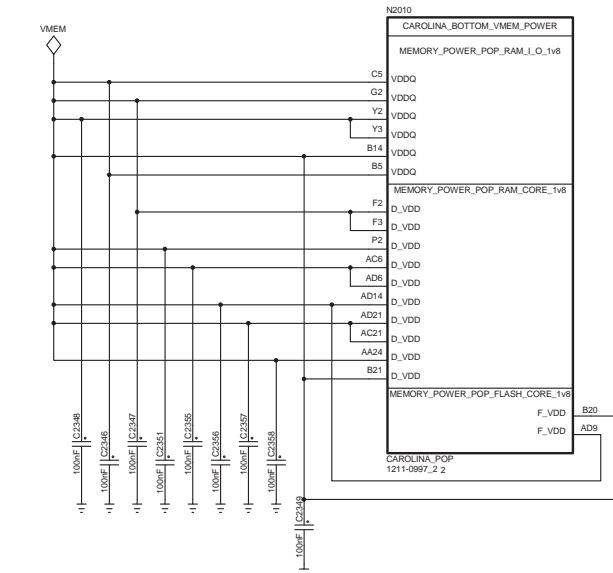 N2010
VMEM
CAROLINA_BOTTOM_VMEM_POWER
MEMORY_POWER_POP_RAM_I_O_1v8
C5 VDDQ
G2 VDDQ
Y2 VDDQ
Y3 VDDQ
B14 VDDQ
B5 VDDQ
MEMORY_POWER_POP_RAM_CORE_1v8
F2 D_VDD
F3 D_VDD
P2 D_VDD
AC6 D_VDD
AD6 D_VDD
AD14 D_VDD
AD21 D_VDD
AC21 D_VDD
AA24 D_VDD
B21 D_VDD
MEMORY_POWER_POP_FLASH_CORE_1v8
F_VDD B20
F_VDD AD9
CAROLINA_POP
1211-0997_2 2
C2348
100nF
C2346
100nF
C2347
100nF
C2351
100nF
C2355
100nF
C2356
100nF
C2357
100nF
C2358
100nF
C2349
100nF